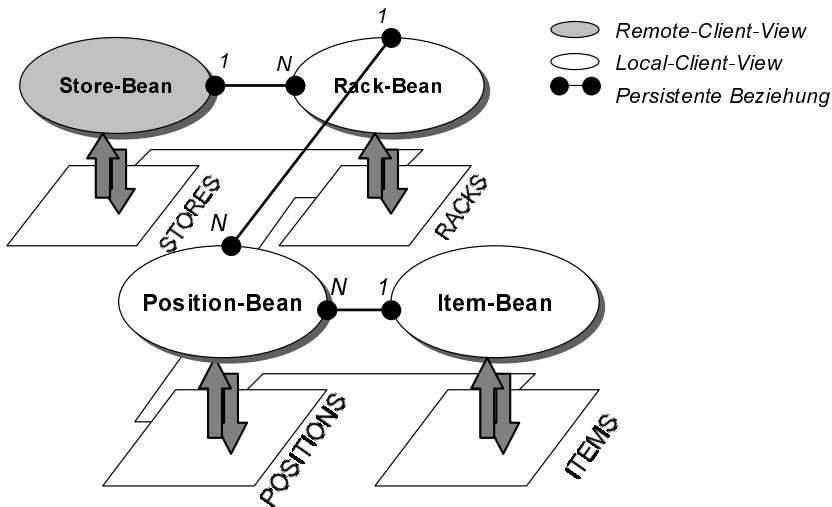 1
Remote-Client-View
Store-Bean
1
N
Rack-Bean
Local-Client-View
Persistente Beziehung
STORES
RACKS
N
Position-Bean
N
1
Item-Bean
POSITIONS
ITEMS